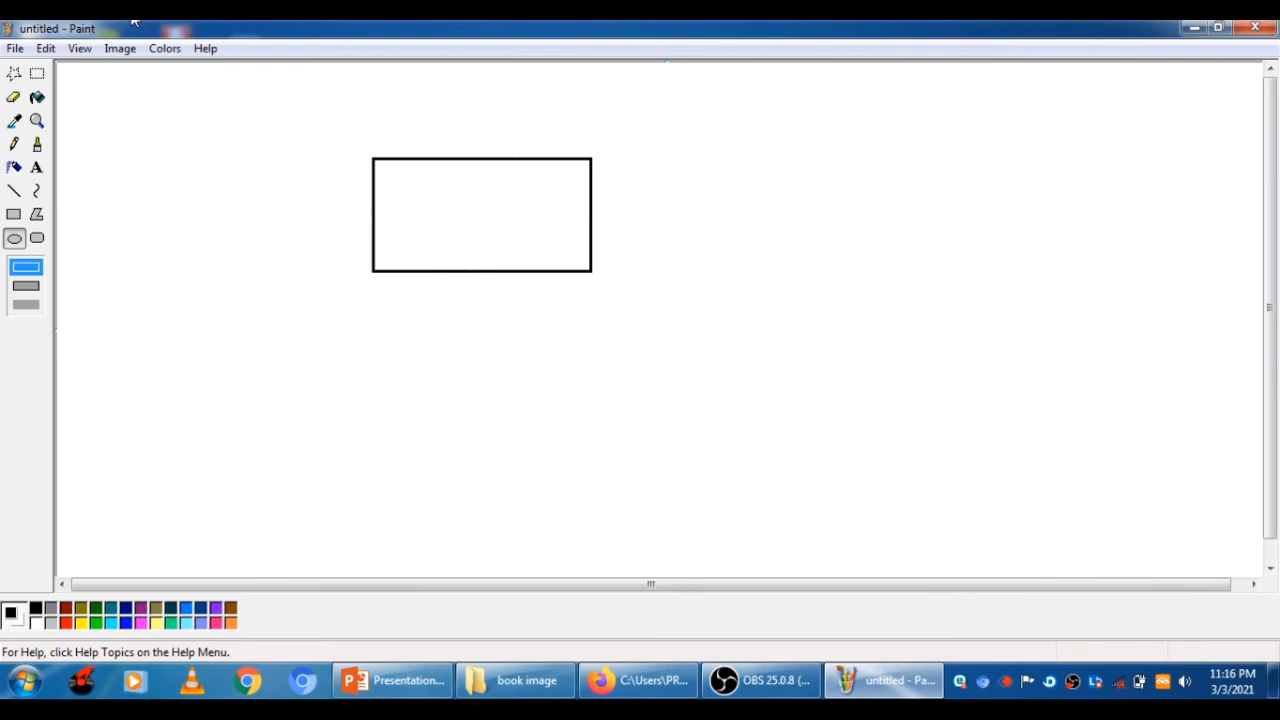 untitled - Paint
File Edit View Image Colors Help
For Help, click Help Topics on the Help Menu.
Presentation... book image C:\Users\PR... OBS 25.0.8 (... untitled - Pa...
11:16 PM
3/3/2021